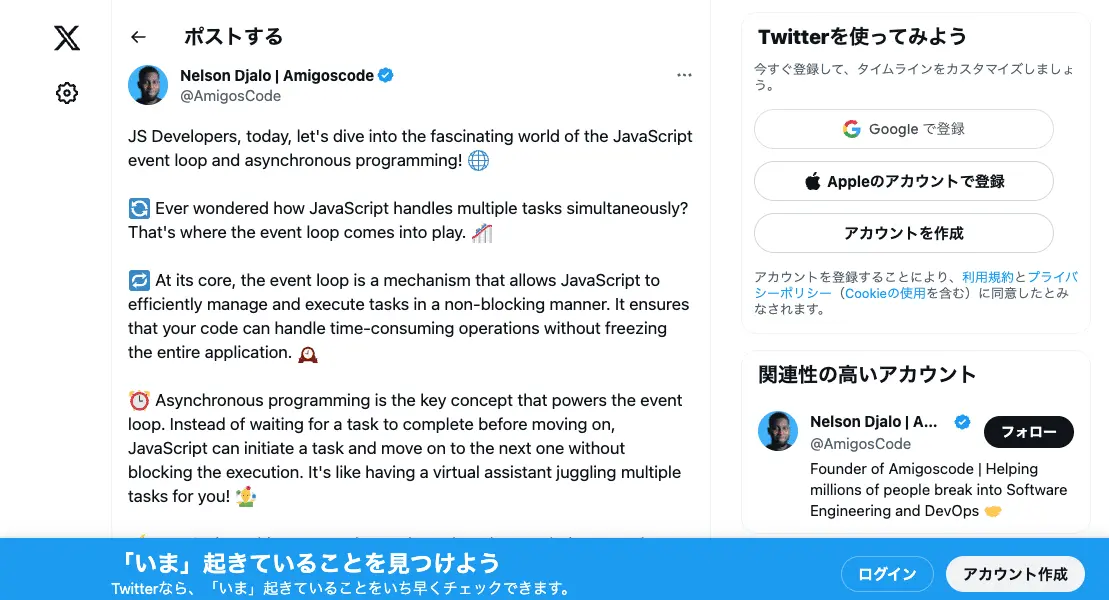 ポストする
Nelson Djalo | Amigoscode
@AmigosCode
JS Developers, today, let's dive into the fascinating world of the JavaScript
event loop and asynchronous programming! 🌐
🔄 Ever wondered how JavaScript handles multiple tasks simultaneously?
That's where the event loop comes into play. 🎢
🔁 At its core, the event loop is a mechanism that allows JavaScript to
efficiently manage and execute tasks in a non-blocking manner. It ensures
that your code can handle time-consuming operations without freezing
the entire application. 🕰️
⏰ Asynchronous programming is the key concept that powers the event
loop. Instead of waiting for a task to complete before moving on,
JavaScript can initiate a task and move on to the next one without
blocking the execution. It's like having a virtual assistant juggling multiple
tasks for you! 🤹
Twitterを使ってみよう
今すぐ登録して、タイムラインをカスタマイズしましょ
う。
Google で登録
Appleのアカウントで登録
アカウントを作成
アカウントを登録することにより、利用規約とプライバ
シーポリシー（Cookieの使用を含む）に同意したとみ
なされます。
関連性の高いアカウント
Nelson Djalo | A...
@AmigosCode
フォロー
Founder of Amigoscode | Helping
millions of people break into Software
Engineering and DevOps 🤝
「いま」起きていることを見つけよう
Twitterなら、「いま」起きていることをいち早くチェックできます。
ログイン
アカウント作成